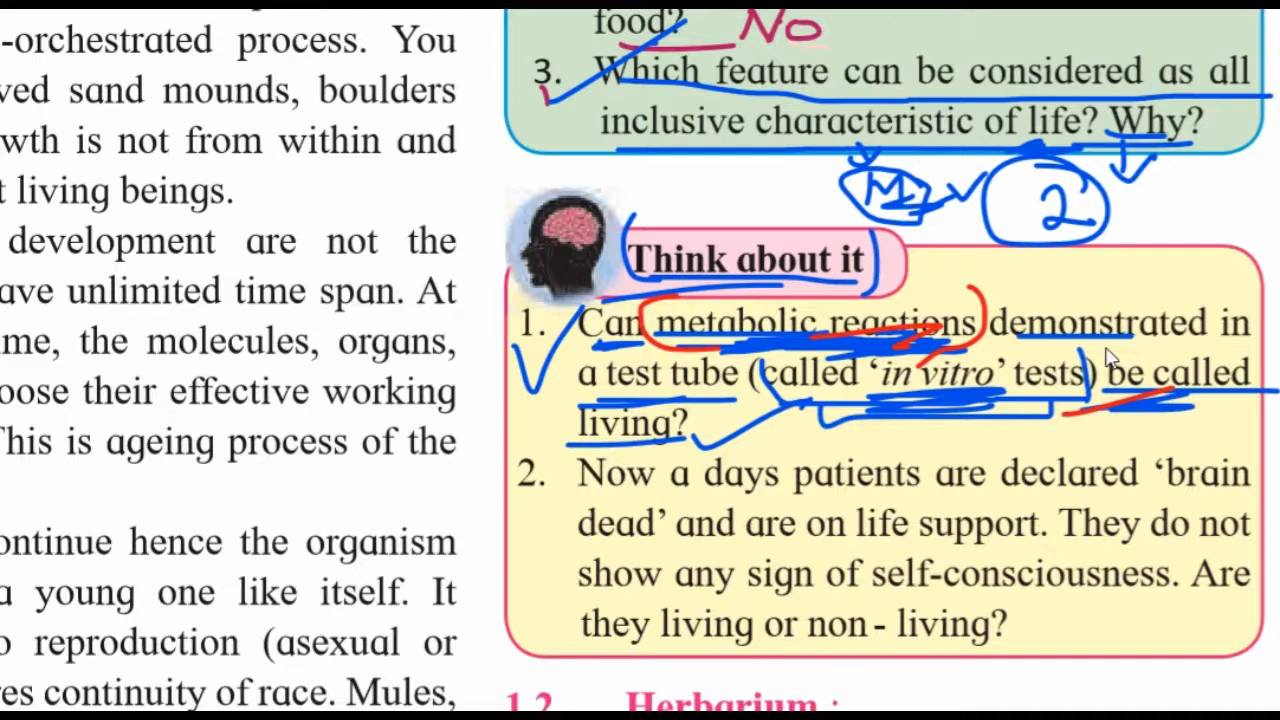 -orchestrated process. You
ved sand mounds, boulders
wth is not from within and
t living beings.
development are not the
ave unlimited time span. At
me, the molecules, organs,
oose their effective working
This is ageing process of the
ontinue hence the organism
a young one like itself. It
o reproduction (asexual or
res continuity of race. Mules,
food? No
3. Which feature can be considered as all
inclusive characteristic of life? Why?
2
Think about it
1. Can metabolic reactions demonstrated in
a test tube (called ‘in vitro’ tests) be called
living?
2. Now a days patients are declared ‘brain
dead’ and are on life support. They do not
show any sign of self-consciousness. Are
they living or non - living?
1.2 Herbarium :